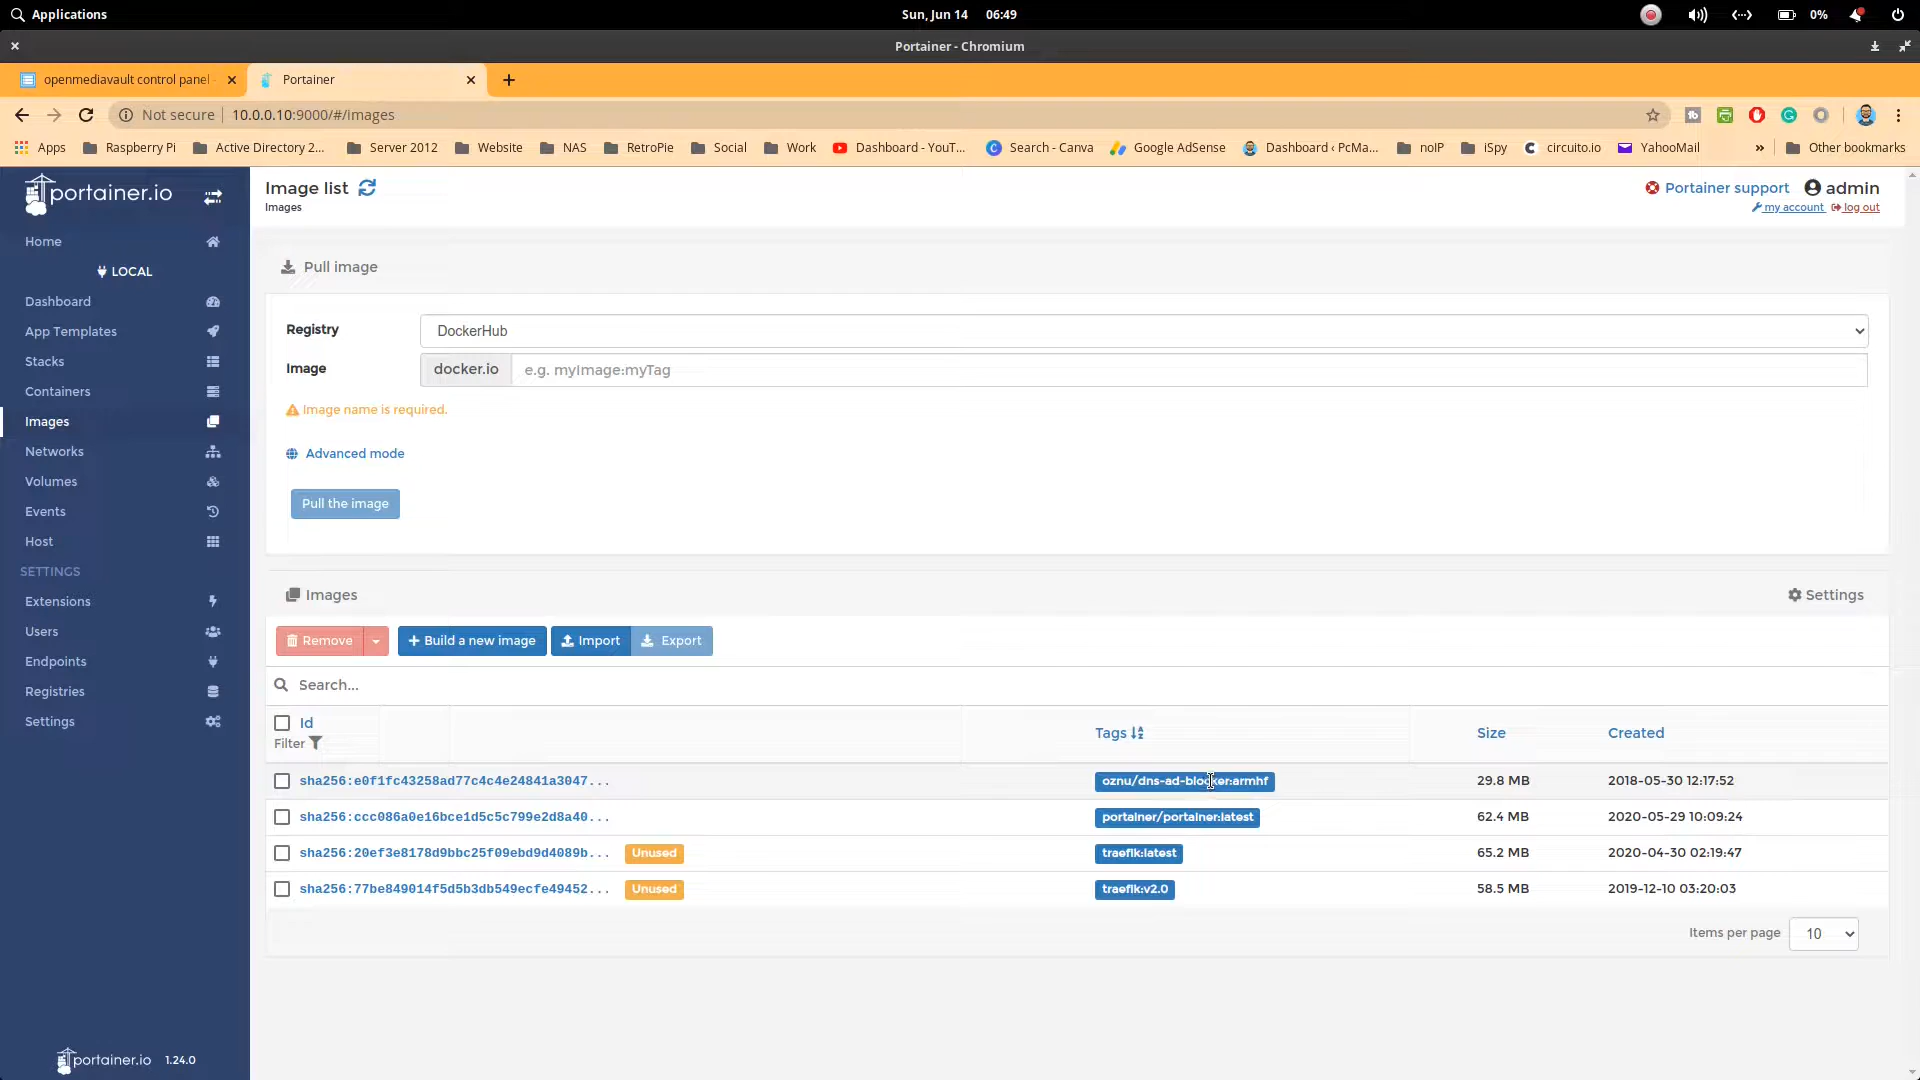 Applications
Sun, Jun 14 06:49
0%
Portainer - Chromium
openmediavault control panel
Portainer
Not secure
10.0.0.10:9000/#/images
Apps
Raspberry Pi
Active Directory 2...
Server 2012
Website
NAS
RetroPie
Social
Work
Dashboard - YouT...
Search - Canva
Google AdSense
Dashboard ‹ PcMa...
noIP
iSpy
circuito.io
YahooMail
»
Other bookmarks
portainer.io
Home
LOCAL
Dashboard
App Templates
Stacks
Containers
Images
Networks
Volumes
Events
Host
SETTINGS
Extensions
Users
Endpoints
Registries
Settings
portainer.io 1.24.0
Image list
Images
Portainer support
admin
my account
log out
Pull image
Registry
DockerHub
Image
docker.io
e.g. myImage:myTag
Image name is required.
Advanced mode
Pull the image
Images
Settings
Remove
Build a new image
Import
Export
Search...
Id
Filter
Tags
Size
Created
sha256:e0f1fc43258ad77c4c4e24841a3047... oznu/dns-ad-blocker:armhf 29.8 MB 2018-05-30 12:17:52
sha256:ccc086a0e16bce1d5c5c799e2d8a40... portainer/portainer:latest 62.4 MB 2020-05-29 10:09:24
sha256:20ef3e8178d9bbc25f09ebd9d4089b... Unused traefik:latest 65.2 MB 2020-04-30 02:19:47
sha256:77be849014f5d5b3db549ecfe49452... Unused traefik:v2.0 58.5 MB 2019-12-10 03:20:03
Items per page 10